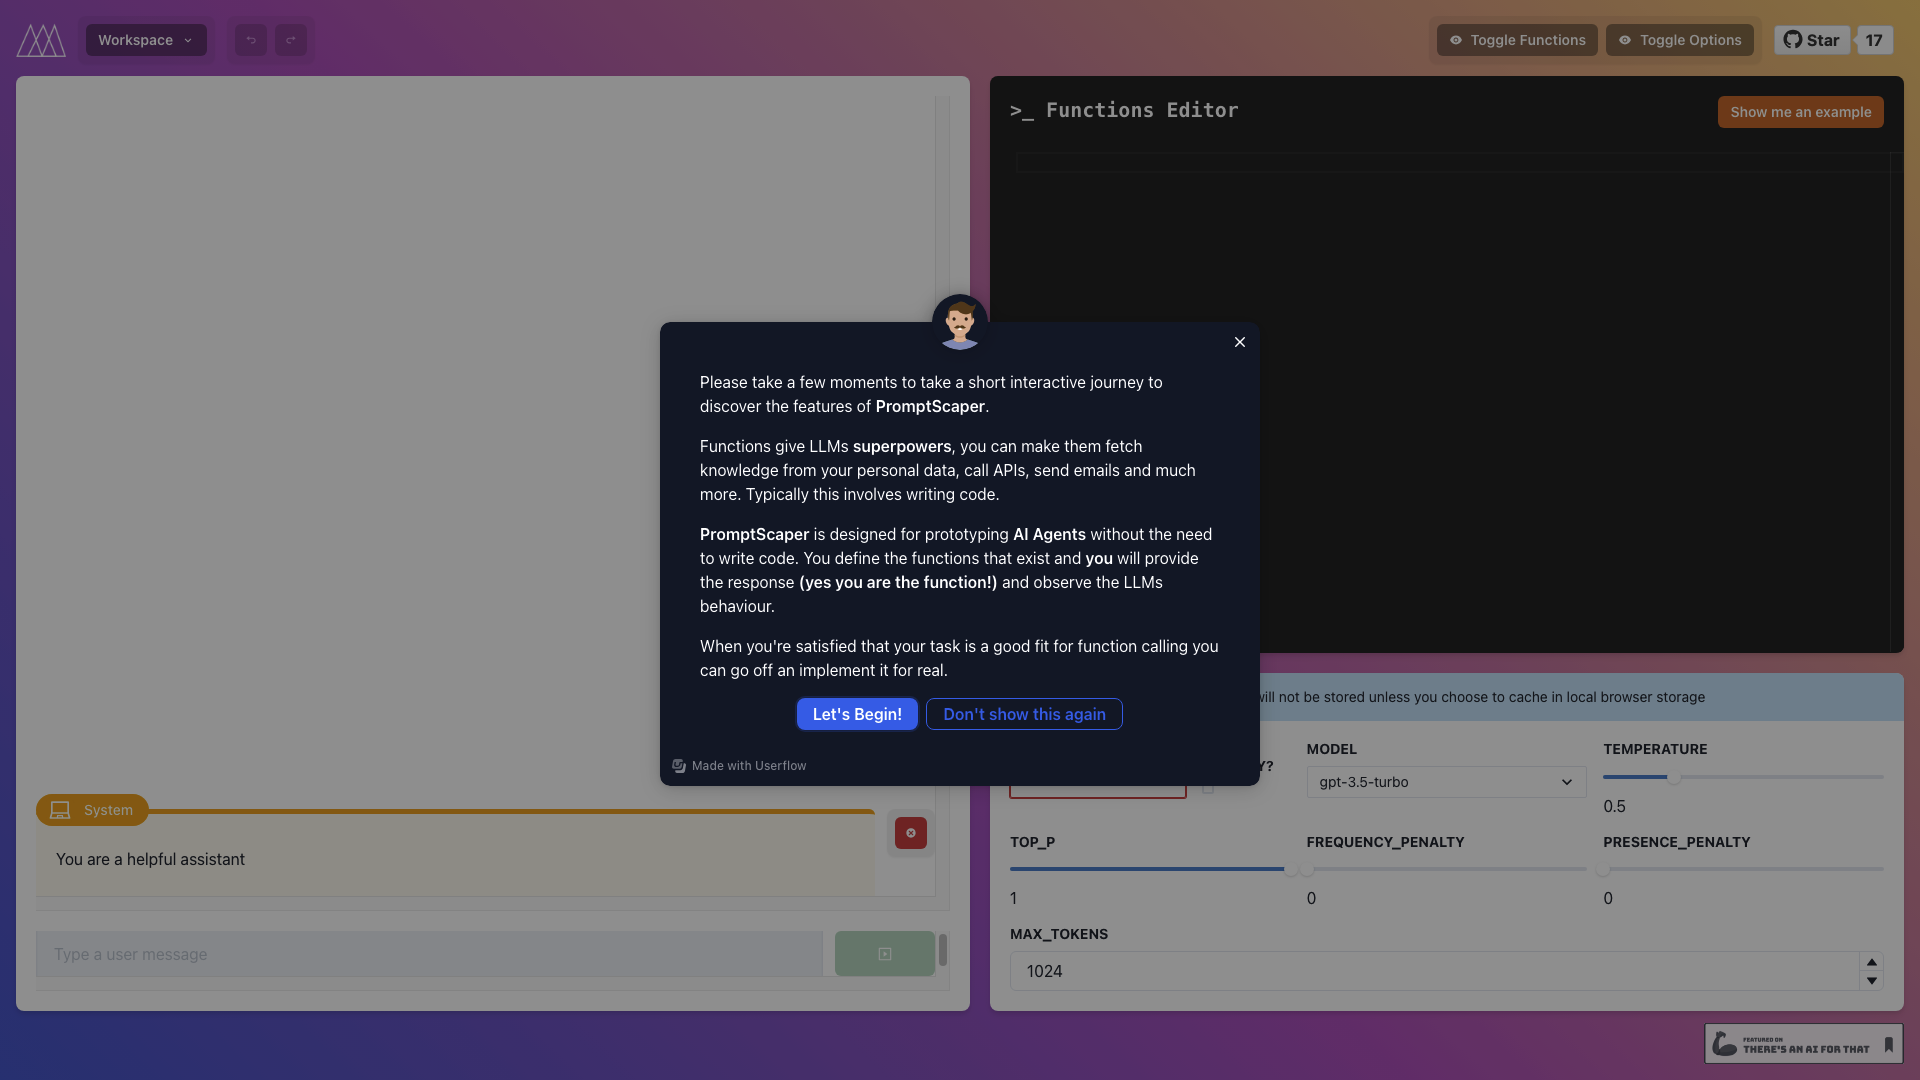 Workspace
Toggle Functions
Toggle Options
Star
17
>_ Functions Editor
Show me an example
Please take a few moments to take a short interactive journey to
discover the features of PromptScaper.
Functions give LLMs superpowers, you can make them fetch
knowledge from your personal data, call APIs, send emails and much
more. Typically this involves writing code.
PromptScaper is designed for prototyping AI Agents without the need
to write code. You define the functions that exist and you will provide
the response (yes you are the function!) and observe the LLMs
behaviour.
When you're satisfied that your task is a good fit for function calling you
can go off an implement it for real.
Let's Begin!
Don't show this again
Made with Userflow
will not be stored unless you choose to cache in local browser storage
Y?
MODEL
gpt-3.5-turbo
TEMPERATURE
0.5
System
You are a helpful assistant
TOP_P
1
FREQUENCY_PENALTY
0
PRESENCE_PENALTY
0
MAX_TOKENS
1024
Type a user message
FEATURED ON
THERE'S AN AI FOR THAT